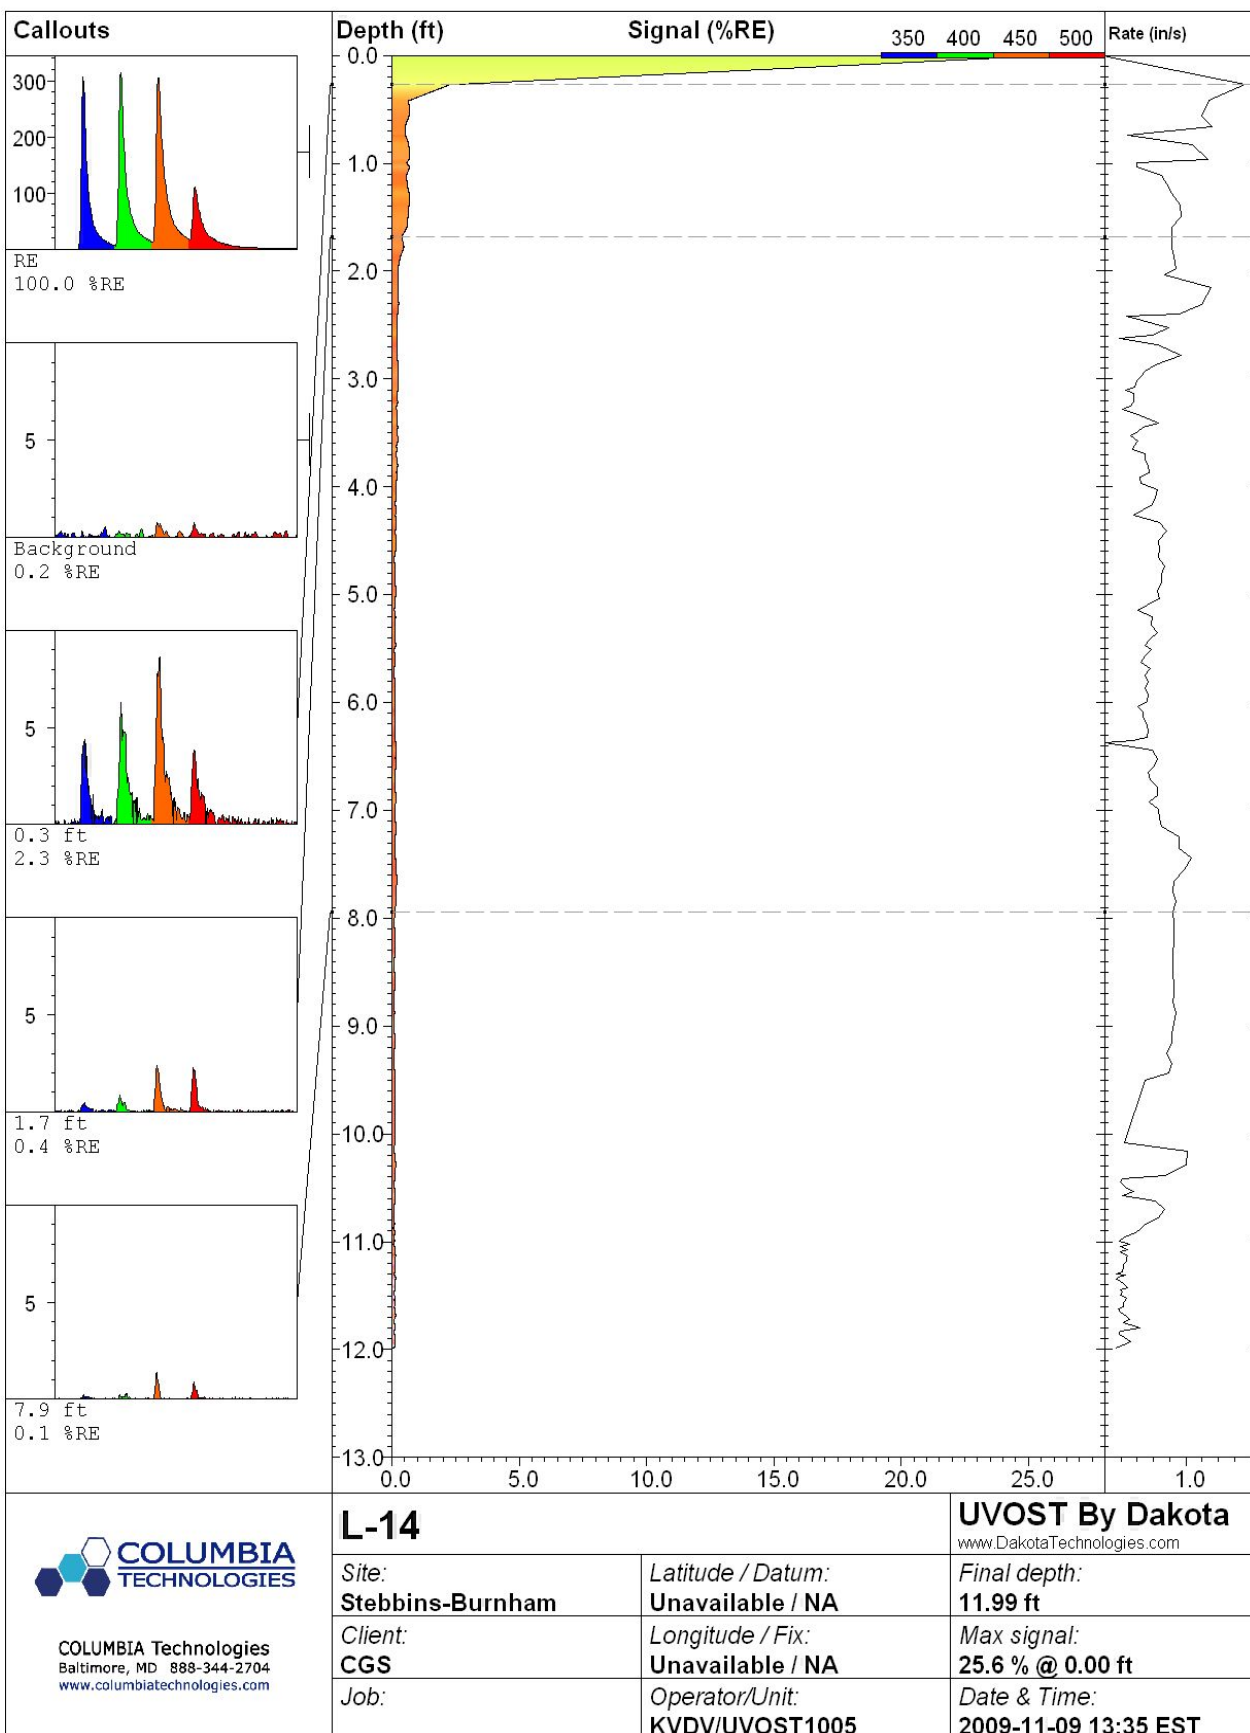 Callouts
Depth (ft)
Signal (%RE)
350 400 450 500
Rate (in/s)
300
200
100
RE
100.0 %RE
5
Background
0.2 %RE
5
0.3 ft
2.3 %RE
5
1.7 ft
0.4 %RE
5
7.9 ft
0.1 %RE
0.0
1.0
2.0
3.0
4.0
5.0
6.0
7.0
8.0
9.0
10.0
11.0
12.0
13.0
0.0 5.0 10.0 15.0 20.0 25.0
1.0
COLUMBIA
TECHNOLOGIES
COLUMBIA Technologies
Baltimore, MD 888-344-2704
www.columbiatechnologies.com
L-14
UVOST By Dakota
www.DakotaTechnologies.com
Site:
Stebbins-Burnham
Latitude / Datum:
Unavailable / NA
Final depth:
11.99 ft
Client:
CGS
Longitude / Fix:
Unavailable / NA
Max signal:
25.6 % @ 0.00 ft
Job:
Operator/Unit:
KVDV/UVOST1005
Date & Time:
2009-11-09 13:35 EST